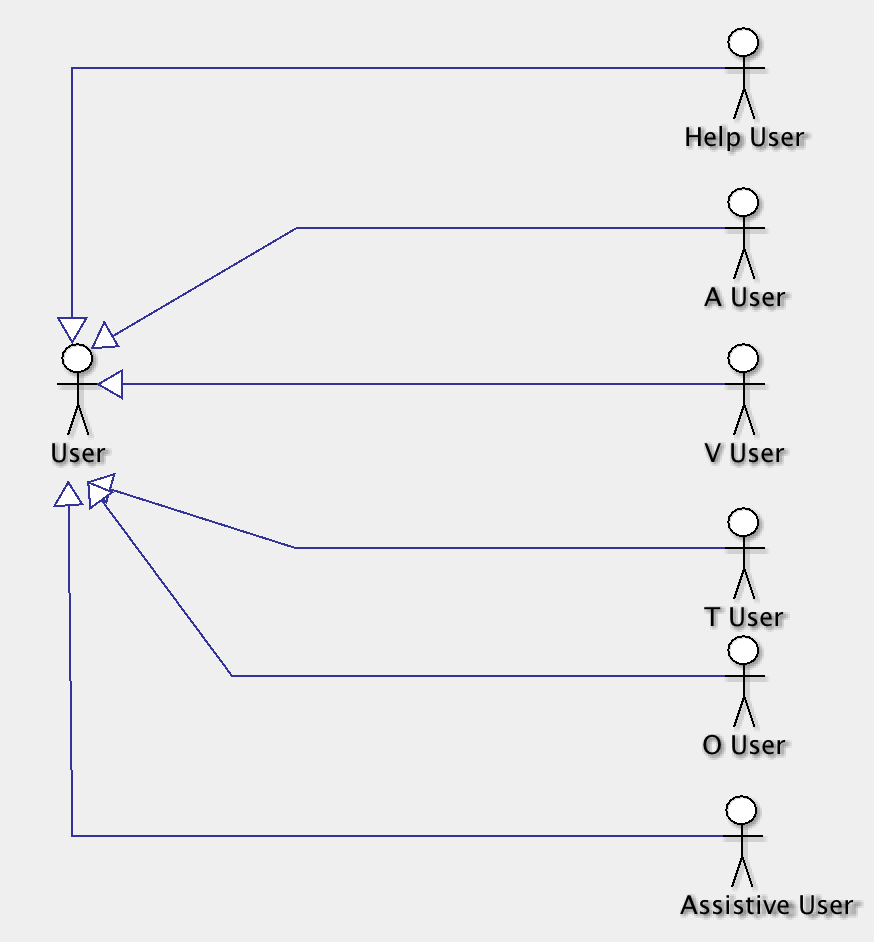 Help User
A User
User
V User
T User
O User
Assistive User